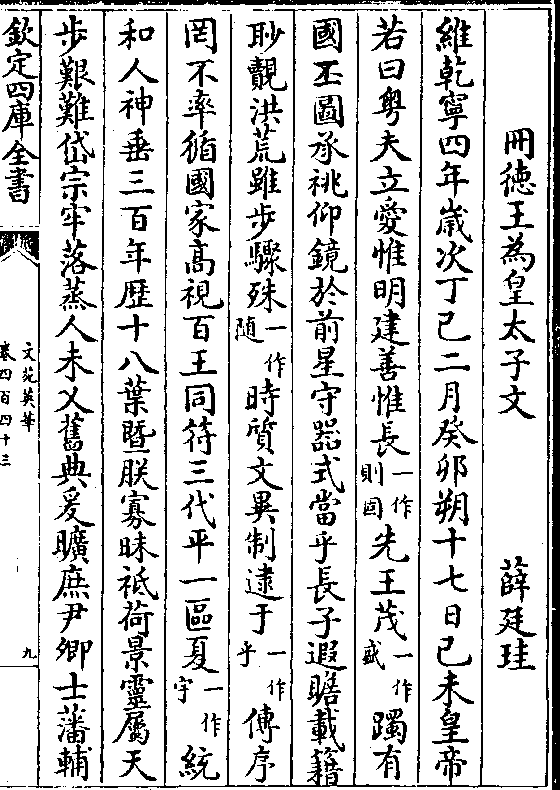 冊徳王為皇太子文　薛廷珪
維乾寧四年嵗次丁已二月癸卯朔十七日己未皇帝
若曰粤夫立愛惟明建善惟長一作則固先王茂一作盛躅有
國丕圖承祧仰鏡於前星守器式當乎長子遐瞻載籍
眇覿洪荒雖步驟殊一作隨時質文異制逮于一作乎傳序
罔不率循國家髙視百王同符三代平一區夏一作宇統
和人神垂三百年歴十八葉曁朕寡昧祗荷景靈屬天
步艱難岱宗牢落蒸人未乂舊典爰曠庶尹卿士藩輔
欽定四庫全書
文苑英華
卷四百四十三
九